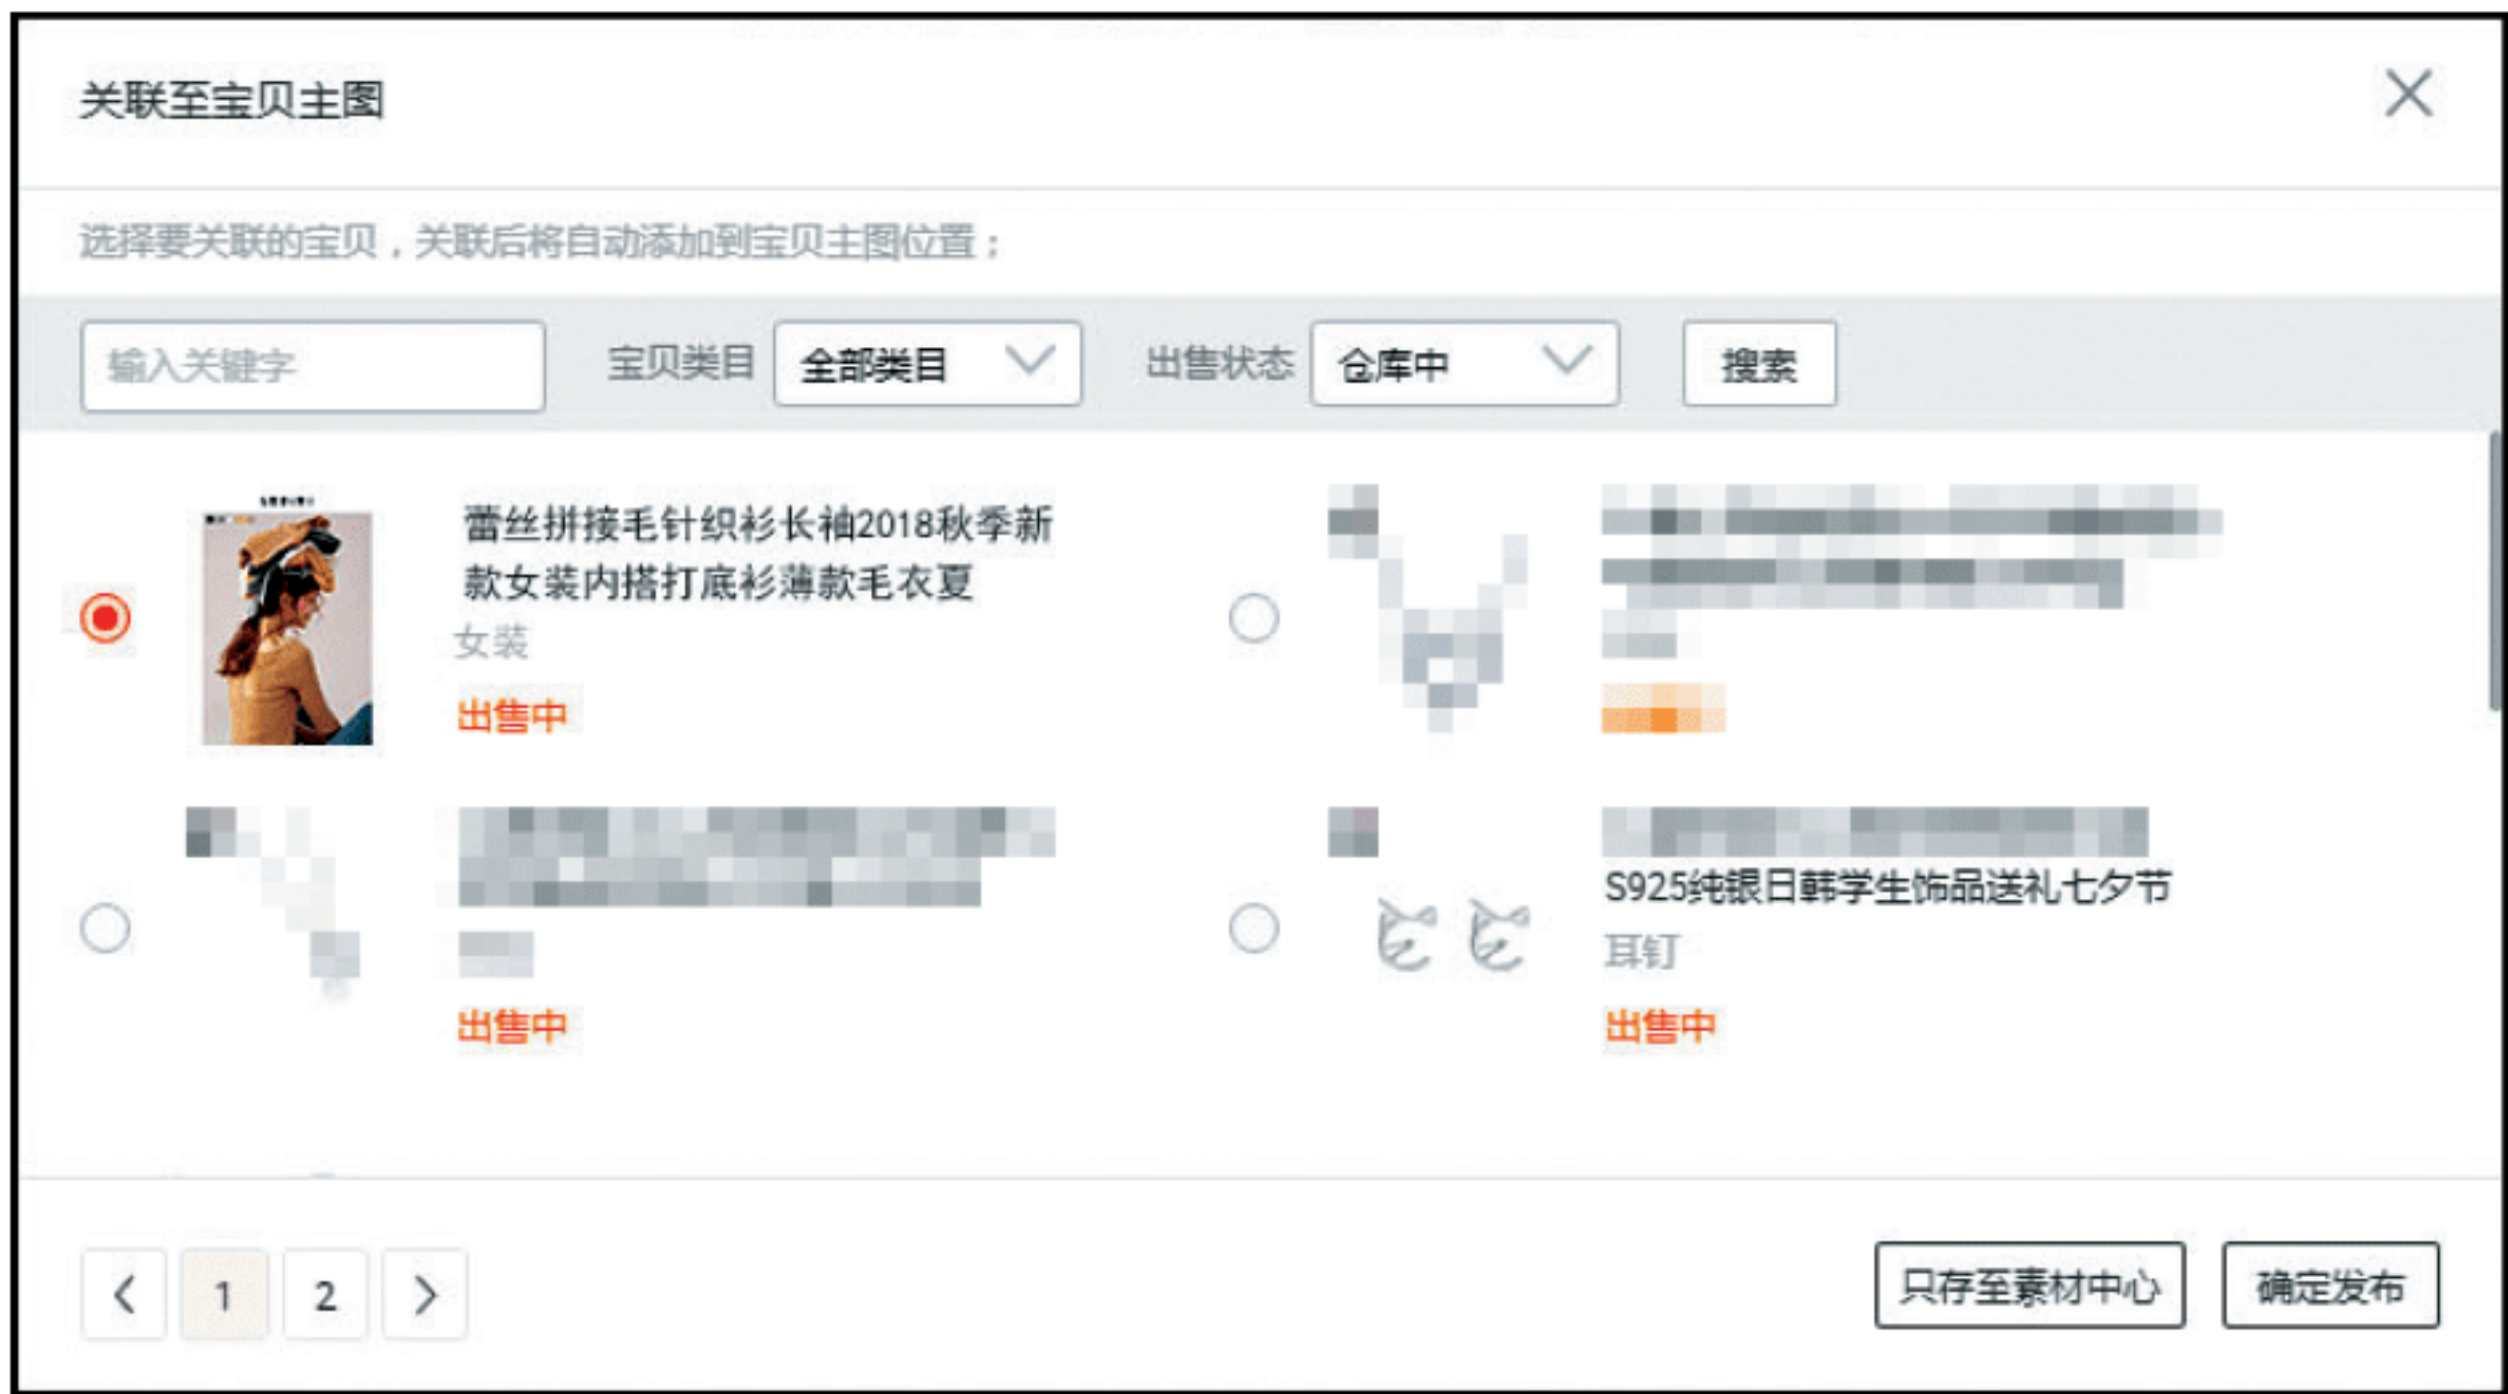 关联至宝贝主图
选择要关联的宝贝，关联后将自动添加到宝贝主图位置；
输入关键字 宝贝类目 全部类目 出售状态 仓库中 搜索
蕾丝拼接毛针织衫长袖2018秋季新
款女装内搭打底衫薄款毛衣夏
女装
出售中
出售中
S925纯银日韩学生饰品送礼七夕节
耳钉
出售中
1 2 只存至素材中心 确定发布